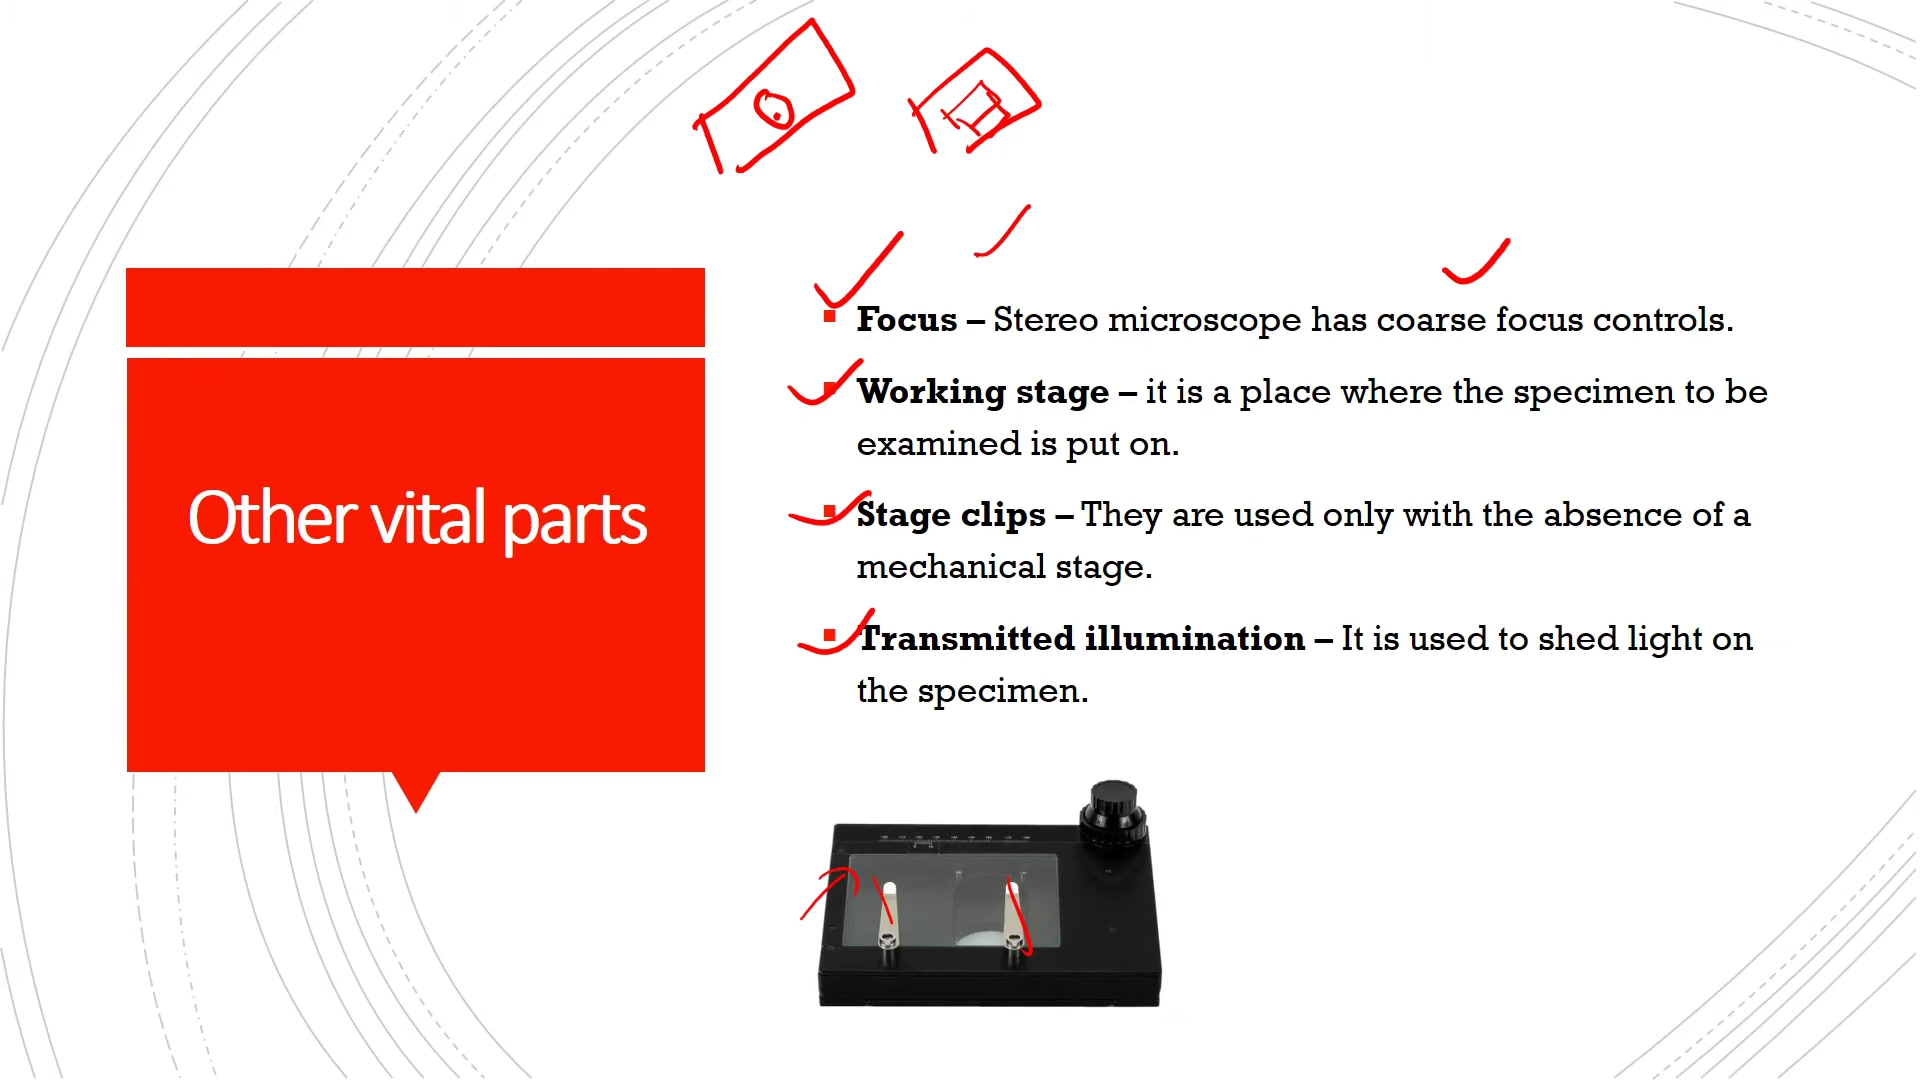 Other vital parts
Focus – Stereo microscope has coarse focus controls.
Working stage – it is a place where the specimen to be
examined is put on.
Stage clips – They are used only with the absence of a
mechanical stage.
Transmitted illumination – It is used to shed light on
the specimen.